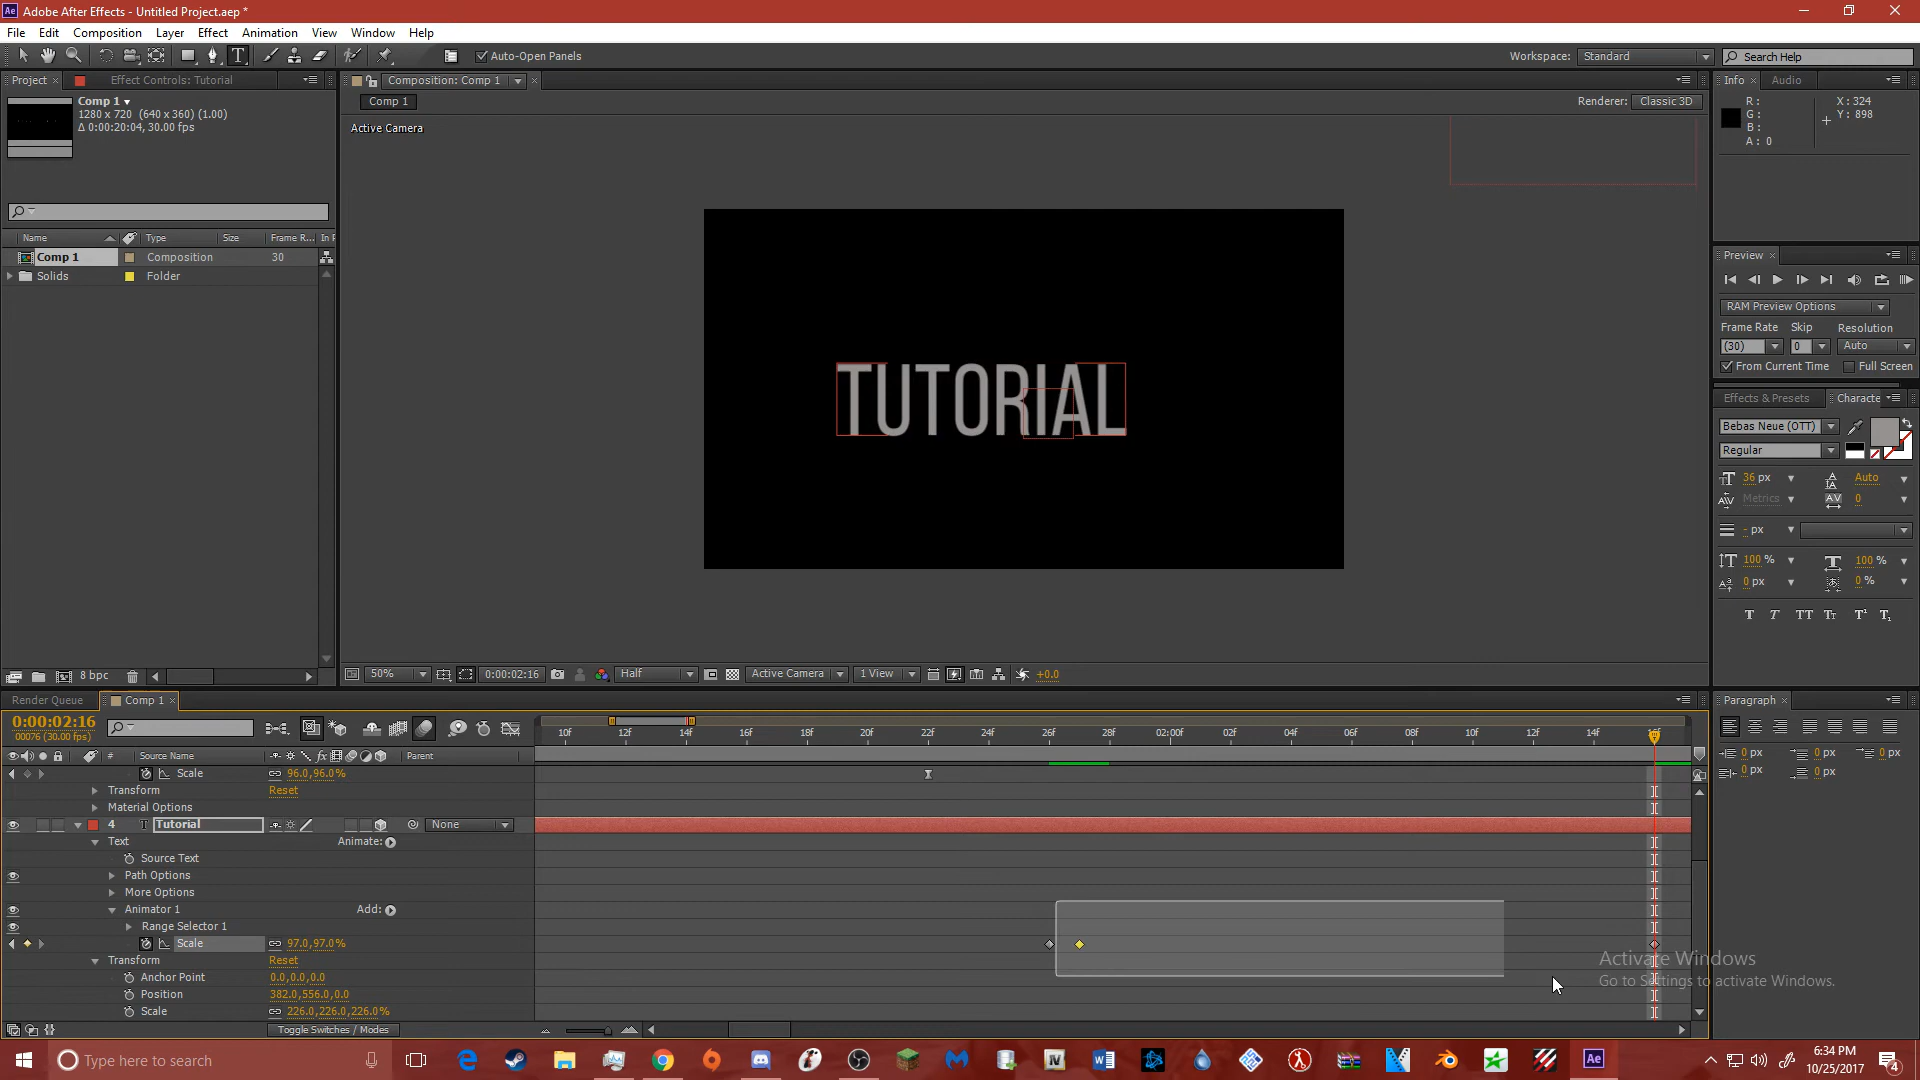 Adobe After Effects - Untitled Project.aep *
File Edit Composition Layer Effect Animation View Window Help
Auto-Open Panels
Workspace: Standard
Search Help
Project
Effect Controls: Tutorial
Composition: Comp 1
Info
Audio
Comp 1
1280 x 720 (640 x 360) (1.00)
Δ 0:00:20:04, 30.00 fps
Comp 1
Renderer: Classic 3D
R:
G:
B:
A: 0
X: 324
Y: 898
Active Camera
Name Type Size Frame R... In P
Comp 1 Composition 30
Solids Folder
Preview
RAM Preview Options
Frame Rate Skip Resolution
(30) 0 Auto
From Current Time Full Screen
Effects & Presets
Characte
Bebas Neue (OTT)
Regular
36 px Auto
Metrics 0
- px
100 % 100 %
0 px 0 %
T T TT Tт T¹ T₁
TUTORIAL
8 bpc
50% 0:00:02:16 Half Active Camera 1 View +0.0
Render Queue
Comp 1
Paragraph
0:00:02:16
00076 (30.00 fps)
10f 12f 14f 16f 18f 20f 22f 24f 26f 28f 02:00f 02f 04f 06f 08f 10f 12f 14f
# Source Name fx Parent
0 px 0 px 0 px
0 px 0 px
Scale 96.0,96.0%
Transform Reset
Material Options
4 T Tutorial None
Text Animate:
Source Text
Path Options
More Options
Animator 1 Add:
Range Selector 1
Scale 97.0,97.0%
Transform Reset
Anchor Point 0.0,0.0,0.0
Position 382.0,556.0,0.0
Scale 226.0,226.0,226.0%
Toggle Switches / Modes
Activate Windows
Go to Settings to activate Windows.
Type here to search
IV
W
Ae
6:34 PM
10/25/2017
4